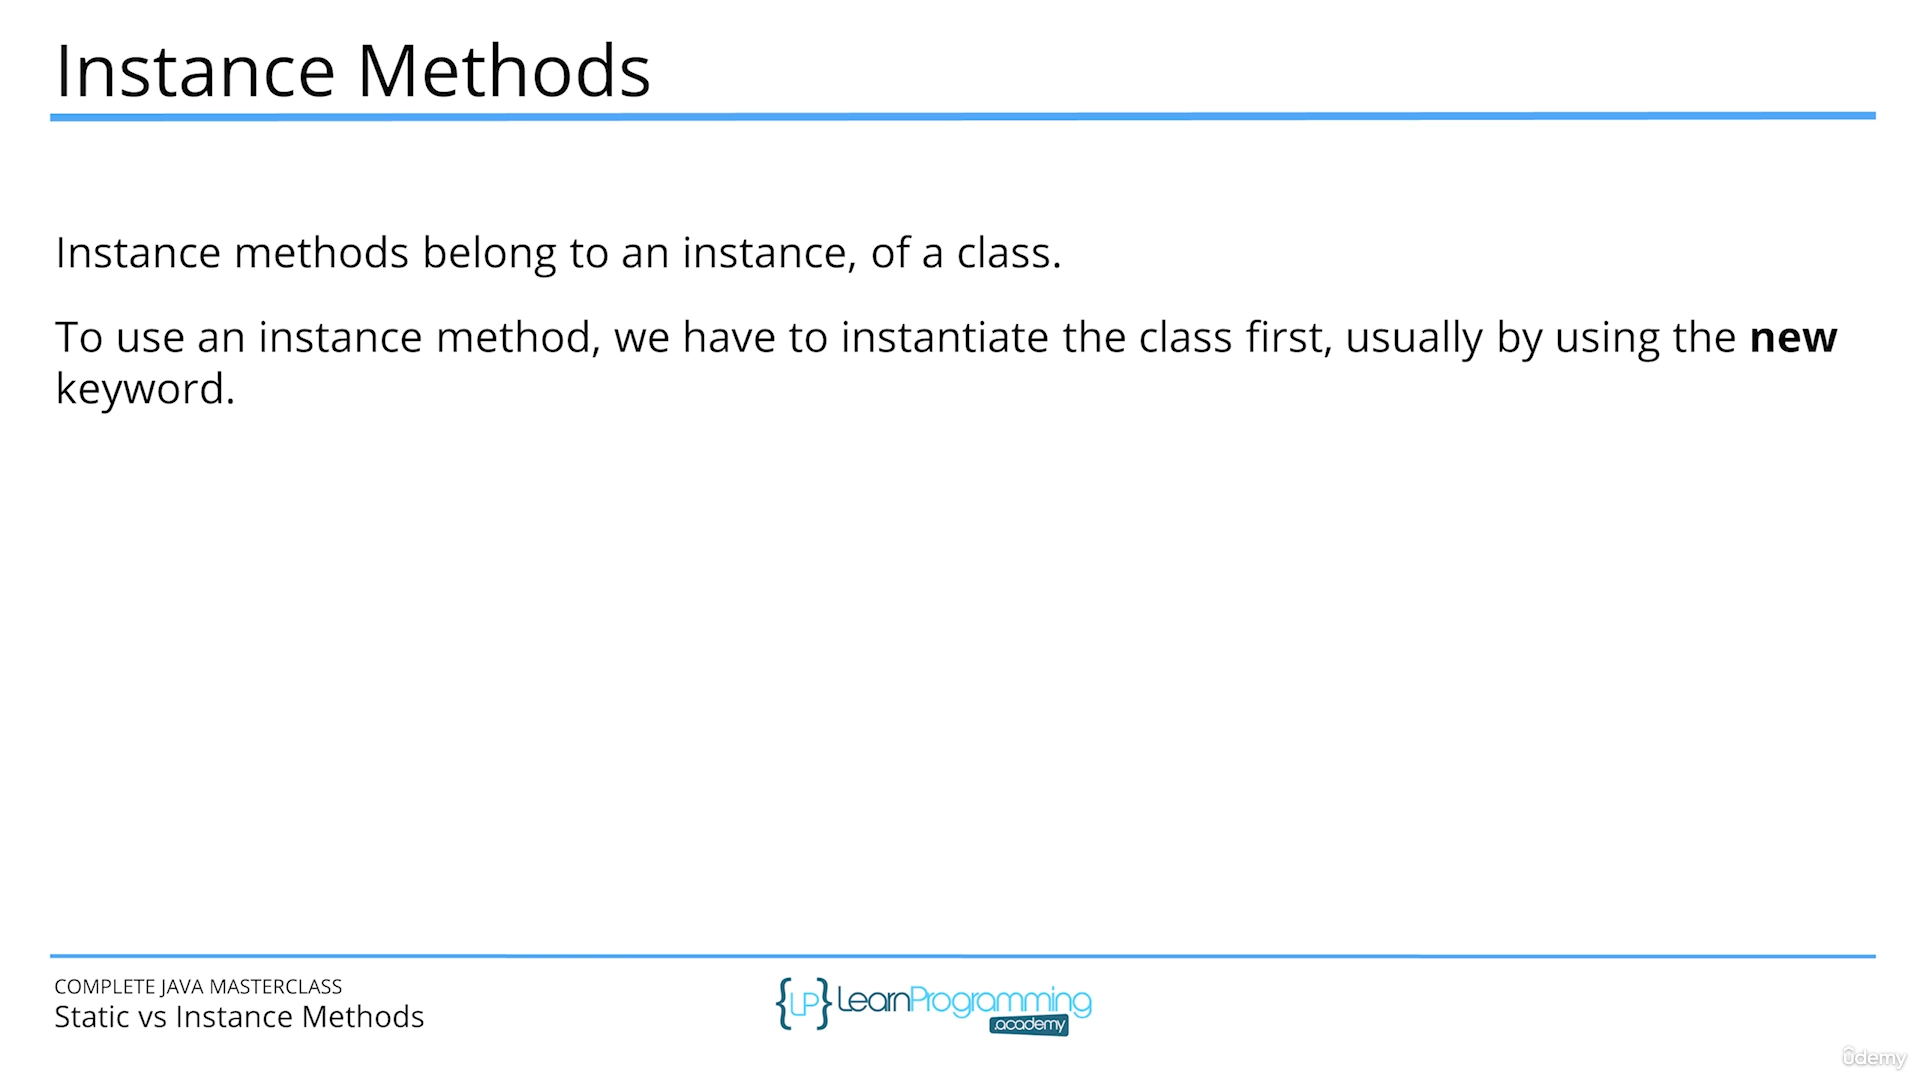 Instance Methods
Instance methods belong to an instance, of a class.
To use an instance method, we have to instantiate the class first, usually by using the new
keyword.
COMPLETE JAVA MASTERCLASS
Static vs Instance Methods
{LP} LearnProgramming
.academy
ûdemy